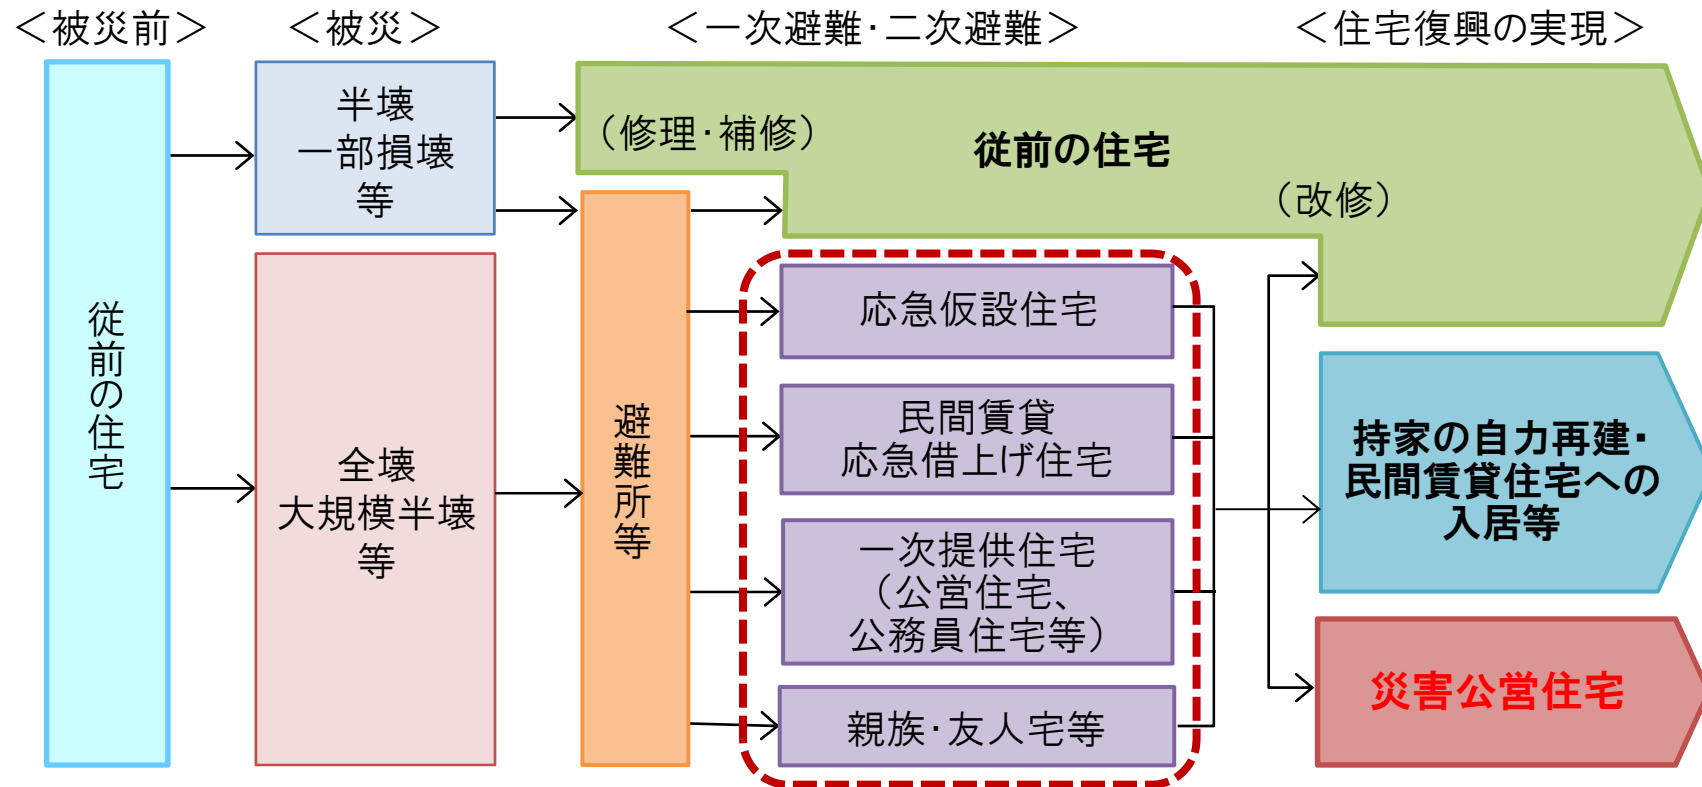 ＜被災前＞
＜被災＞
＜一次避難・二次避難＞
＜住宅復興の実現＞
従前の住宅
半壊
一部損壊
等
全壊
大規模半壊
等
避難所等
（修理・補修）
従前の住宅
（改修）
応急仮設住宅
民間賃貸
応急借上げ住宅
一次提供住宅
（公営住宅、
公務員住宅等）
親族・友人宅等
持家の自力再建・
民間賃貸住宅への
入居等
災害公営住宅